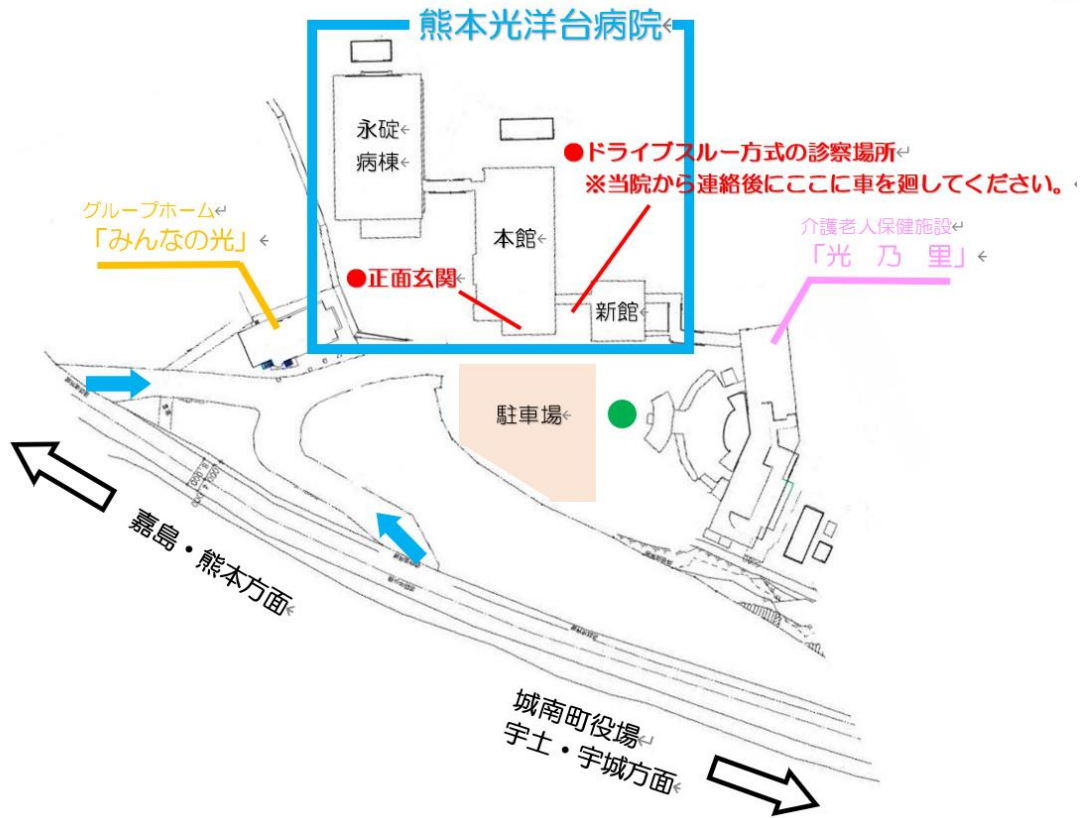 熊本光洋台病院
永碇
病棟
●ドライブスルー方式の診察場所
※当院から連絡後にここに車を廻してください。
グループホーム
「みんなの光」
本館
介護老人保健施設
「光 乃 里」
●正面玄関
新館
駐車場
嘉島・熊本方面
城南町役場
宇土・宇城方面